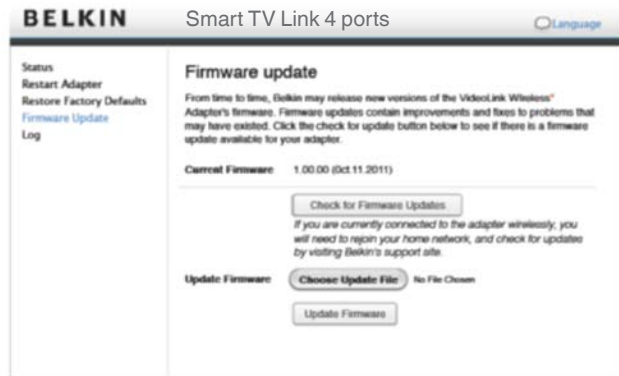 BELKIN
Smart TV Link 4 ports
Language
Status
Restart Adapter
Restore Factory Defaults
Firmware Update
Log
Firmware update
From time to time, Belkin may release new versions of the VideoLink Wireless*
Adapter's firmware. Firmware updates contain improvements and fixes to problems that
may have existed. Click the check for update button below to see if there is a firmware
update available for your adapter.
Current Firmware 1.00.00 (Oct.11.2011)
Check for Firmware Updates
If you are currently connected to the adapter wirelessly, you
will need to rejoin your home network, and check for updates
by visiting Belkin's support site.
Update Firmware Choose Update File No File Chosen
Update Firmware